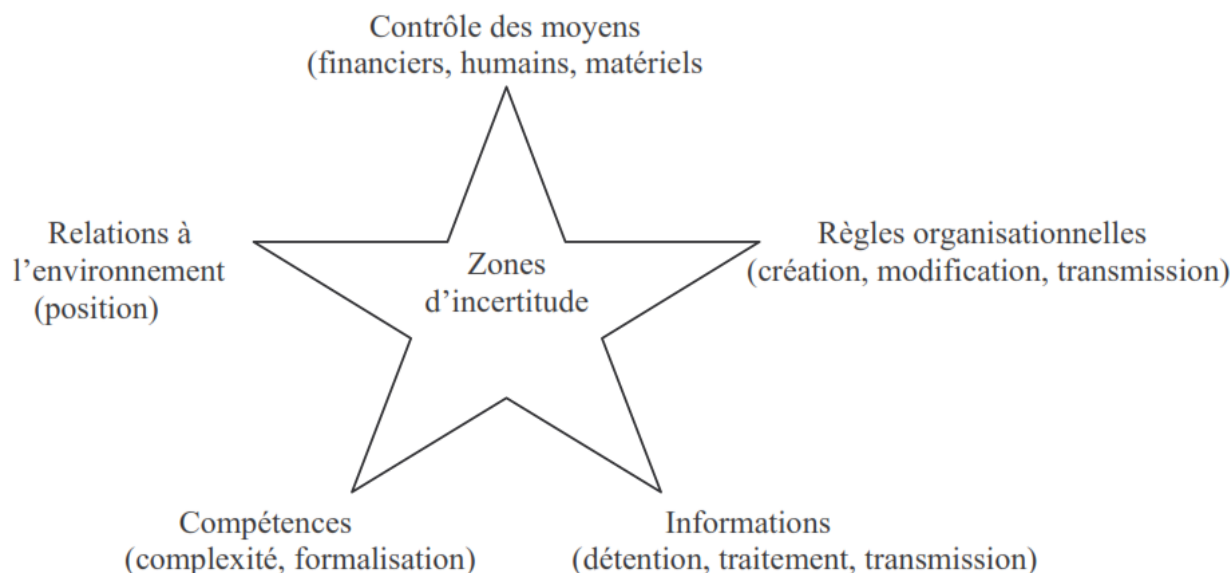 Contrôle des moyens
(financiers, humains, matériels
Relations à
l’environnement
(position)
Zones
d’incertitude
Règles organisationnelles
(création, modification, transmission)
Compétences
(complexité, formalisation)
Informations
(détention, traitement, transmission)